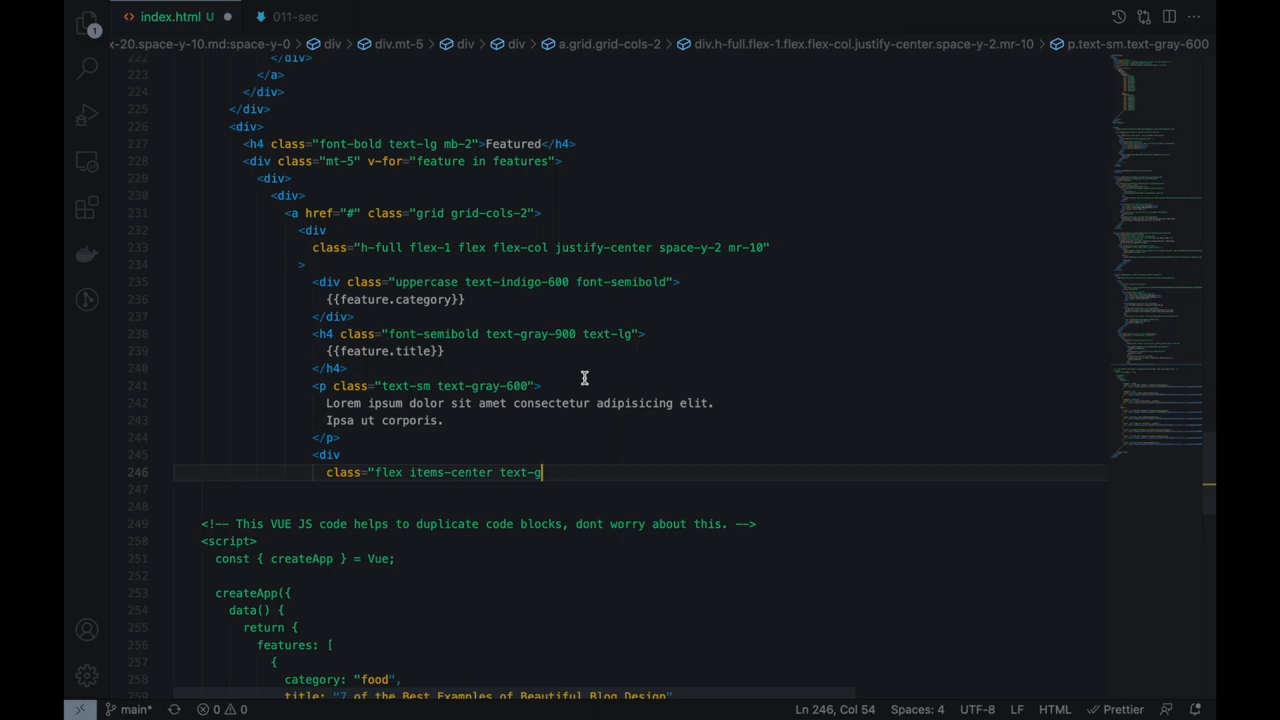 1
index.html U
011-sec
x-20.space-y-10.md:space-y-0 > div > div.mt-5 > div > div > a.grid.grid-cols-2 > div.h-full.flex-1.flex.flex-col.justify-center.space-y-2.mr-10 > p.text-sm.text-gray-600
222 </div>
223 </a>
224 </div>
225 </div>
226 <div>
227 <h4 class="font-bold text-lg mb-2">Featured</h4>
228 <div class="mt-5" v-for="feature in features">
229 <div>
230 <div>
231 <a href="#" class="grid grid-cols-2">
232 <div
233 class="h-full flex-1 flex flex-col justify-center space-y-2 mr-10"
234 >
235 <div class="uppercase text-indigo-600 font-semibold">
236 {{feature.category}}
237 </div>
238 <h4 class="font-semibold text-gray-900 text-lg">
239 {{feature.title}}
240 </h4>
241 <p class="text-sm text-gray-600">
242 Lorem ipsum dolor sit amet consectetur adipisicing elit.
243 Ipsa ut corporis.
244 </p>
245 <div
246 class="flex items-center text-g
247
248
249 <!-- This VUE JS code helps to duplicate code blocks, dont worry about this. -->
250 <script>
251 const { createApp } = Vue;
252
253 createApp({
254 data() {
255 return {
256 features: [
257 {
258 category: "food",
259 title: "7 of the Best Examples of Beautiful Blog Design"
main* 0 0 Ln 246, Col 54 Spaces: 4 UTF-8 LF HTML Prettier